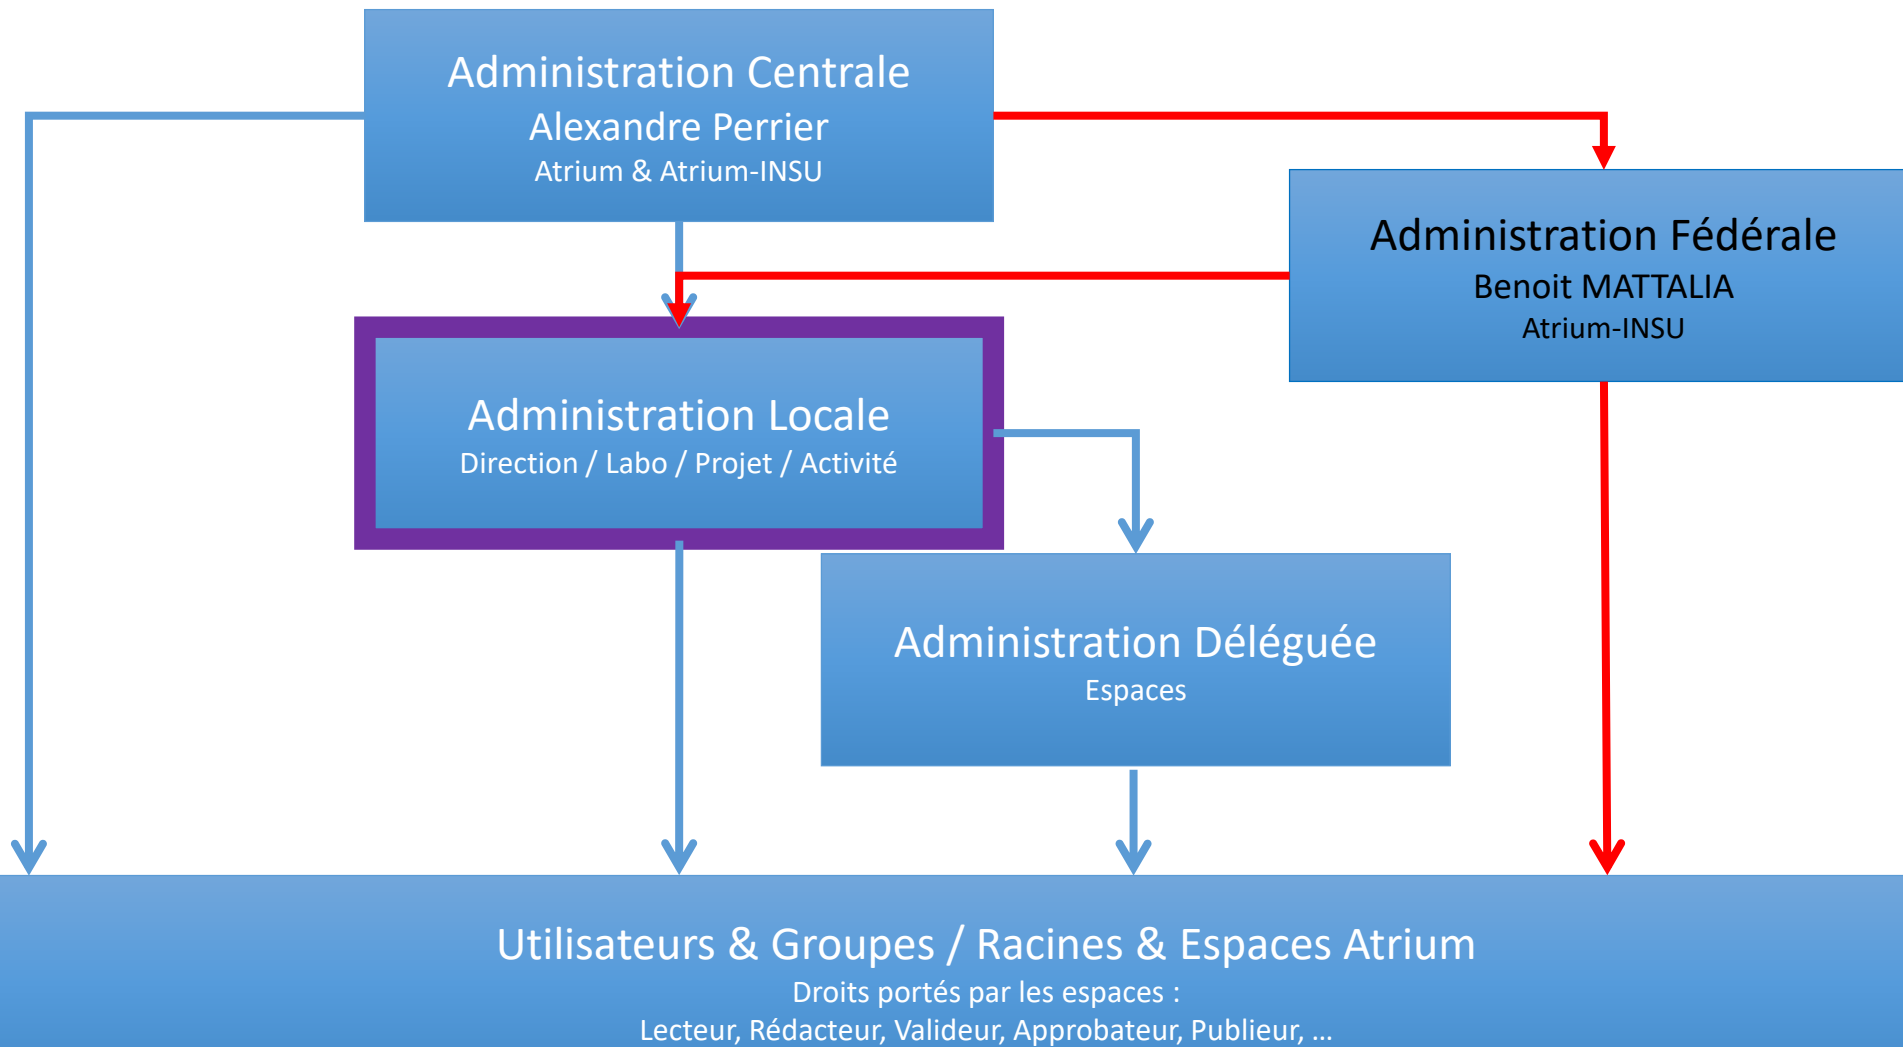 Administration Centrale
Alexandre Perrier
Atrium & Atrium-INSU
Administration Fédérale
Benoit MATTALIA
Atrium-INSU
Administration Locale
Direction / Labo / Projet / Activité
Administration Déléguée
Espaces
Utilisateurs & Groupes / Racines & Espaces Atrium
Droits portés par les espaces :
Lecteur, Rédacteur, Valideur, Approbateur, Publieur, ...